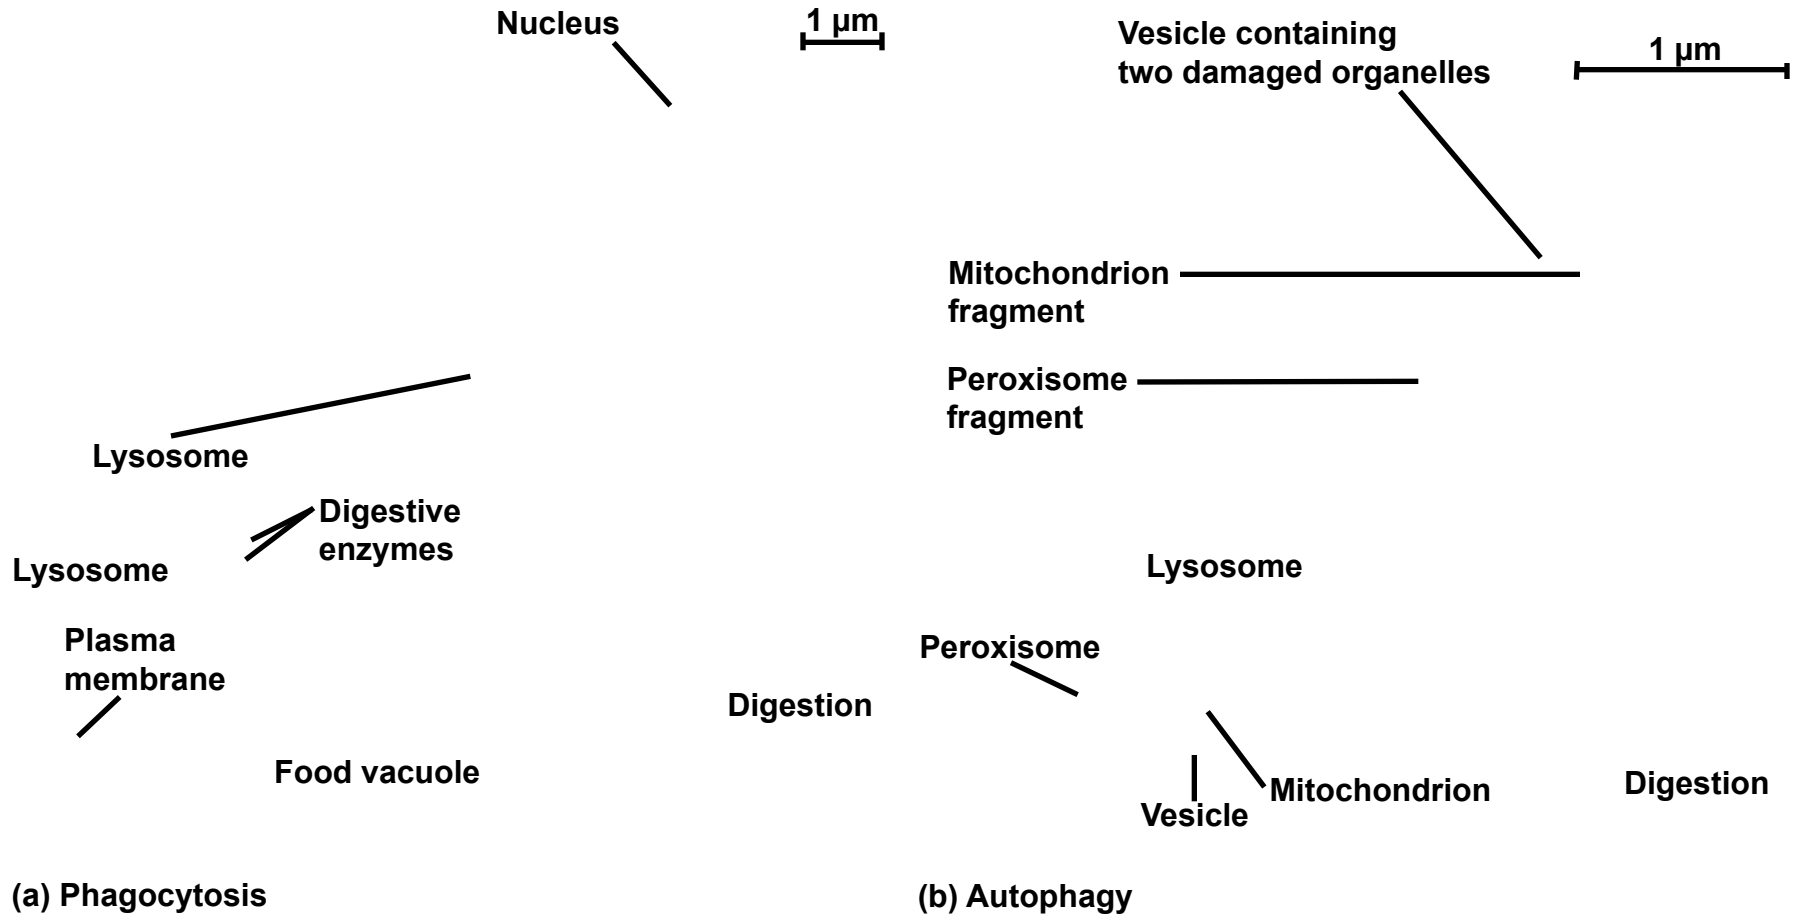 Nucleus
1 µm
Lysosome
Digestive
enzymes
Lysosome
Plasma
membrane
Digestion
Food vacuole
(a) Phagocytosis
Vesicle containing
two damaged organelles
1 µm
Mitochondrion
fragment
Peroxisome
fragment
Lysosome
Peroxisome
Mitochondrion
Vesicle
Digestion
(b) Autophagy